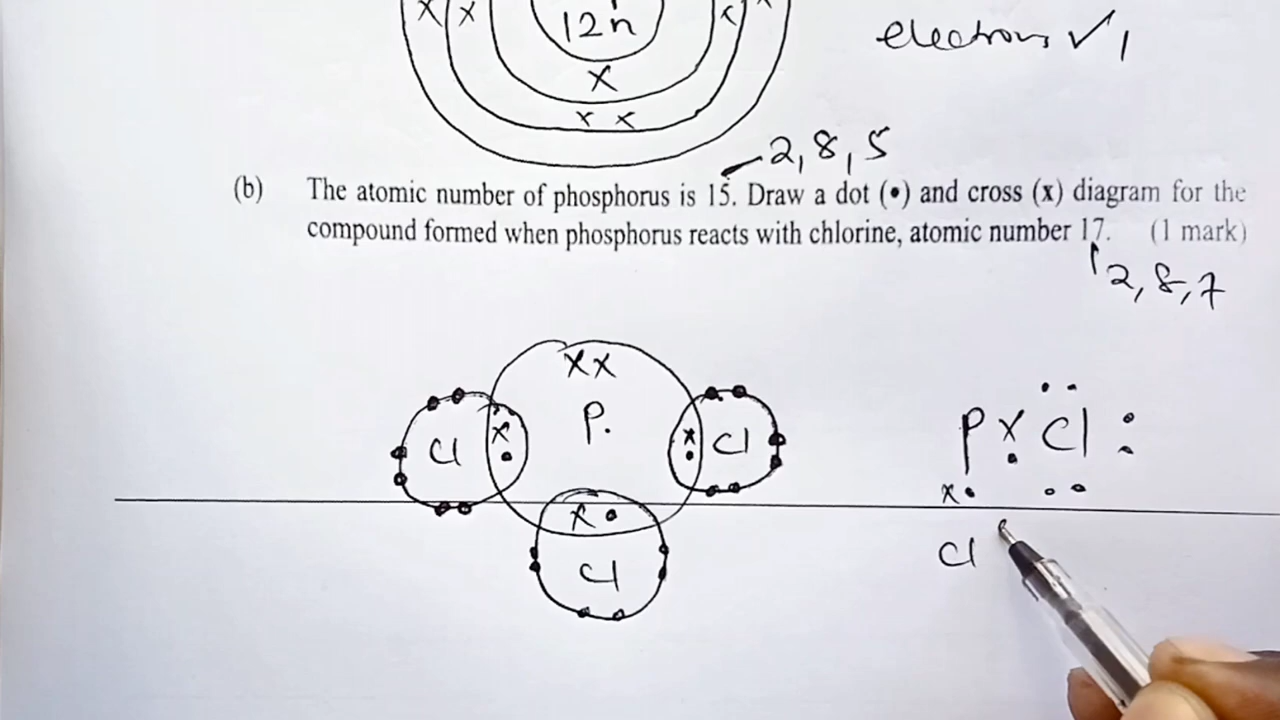 x x 12n x x
electrons ✓ 1
x
x x
2,8,5
(b) The atomic number of phosphorus is 15. Draw a dot (•) and cross (x) diagram for the
compound formed when phosphorus reacts with chlorine, atomic number 17. (1 mark)
2,8,7
xx
Cl x P. x Cl
P x Cl
x
x
Cl
Cl